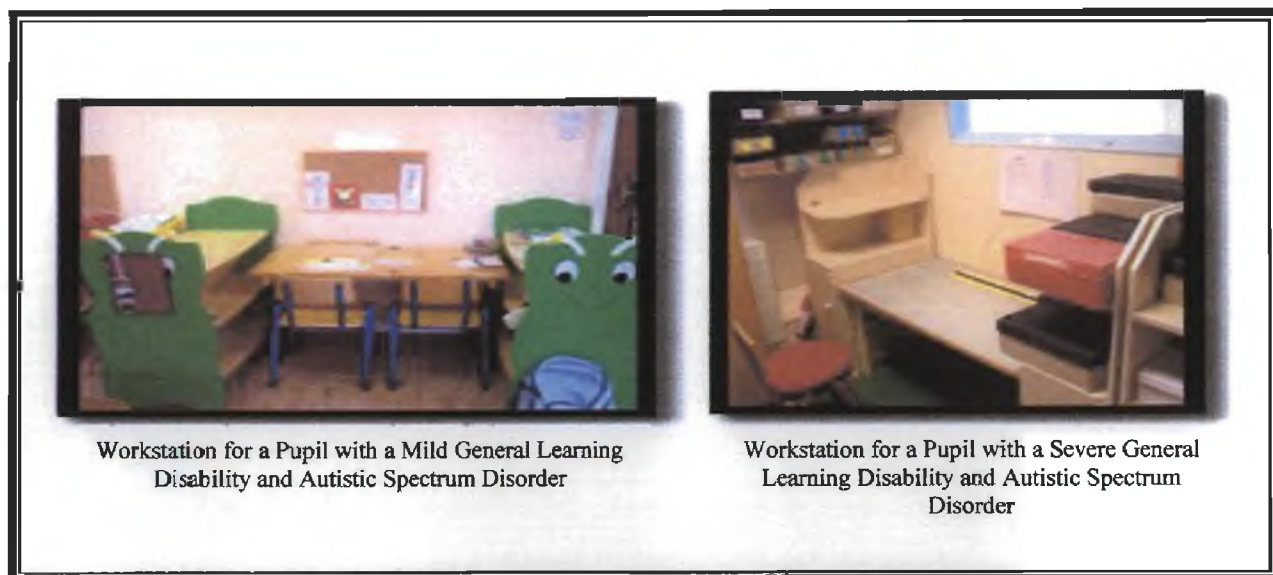 Workstation for a Pupil with a Mild General Learning
Disability and Autistic Spectrum Disorder
Workstation for a Pupil with a Severe General
Learning Disability and Autistic Spectrum
Disorder